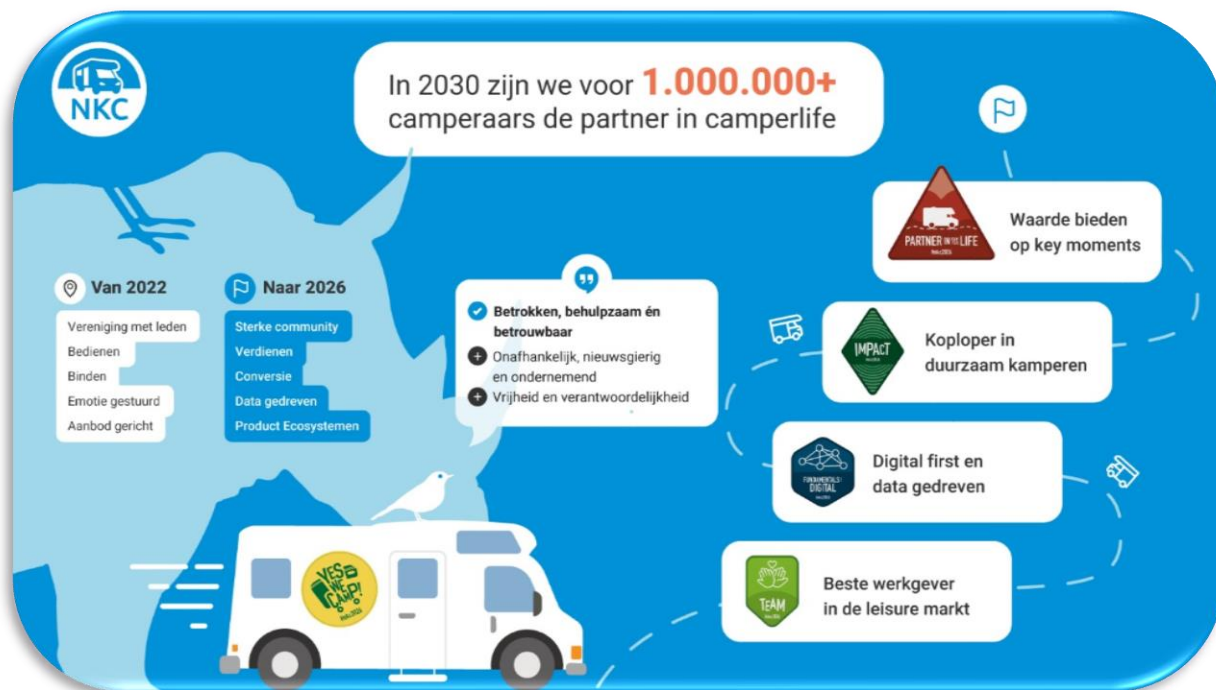 NKC
In 2030 zijn we voor 1.000.000+
camperaars de partner in camperlife
Van 2022
Vereniging met leden
Bedienen
Binden
Emotie gestuurd
Aanbod gericht
Naar 2026
Sterke community
Verdienen
Conversie
Data gedreven
Product Ecosystemen
Betrokken, behulpzaam én
betrouwbaar
Onafhankelijk, nieuwsgierig
en ondernemend
Vrijheid en verantwoordelijkheid
PARTNER IN LIFE
Waarde bieden
op key moments
IMPACT
Koploper in
duurzaam kamperen
FUNDAMENTALS
DIGITAL
Digital first en
data gedreven
TEAM
Beste werkgever
in de leisure markt
YES
WE
CAMP!